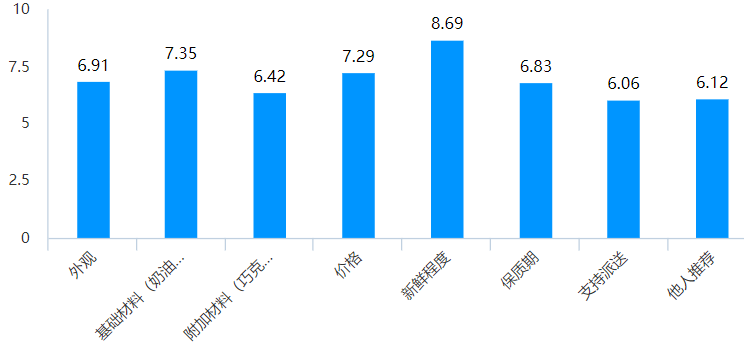 10
7.5
5
2.5
0
6.91
7.35
6.42
7.29
8.69
6.83
6.06
6.12
外观
基础材料（奶油...
附加材料（巧克...
价格
新鲜程度
保质期
支持派送
他人推荐